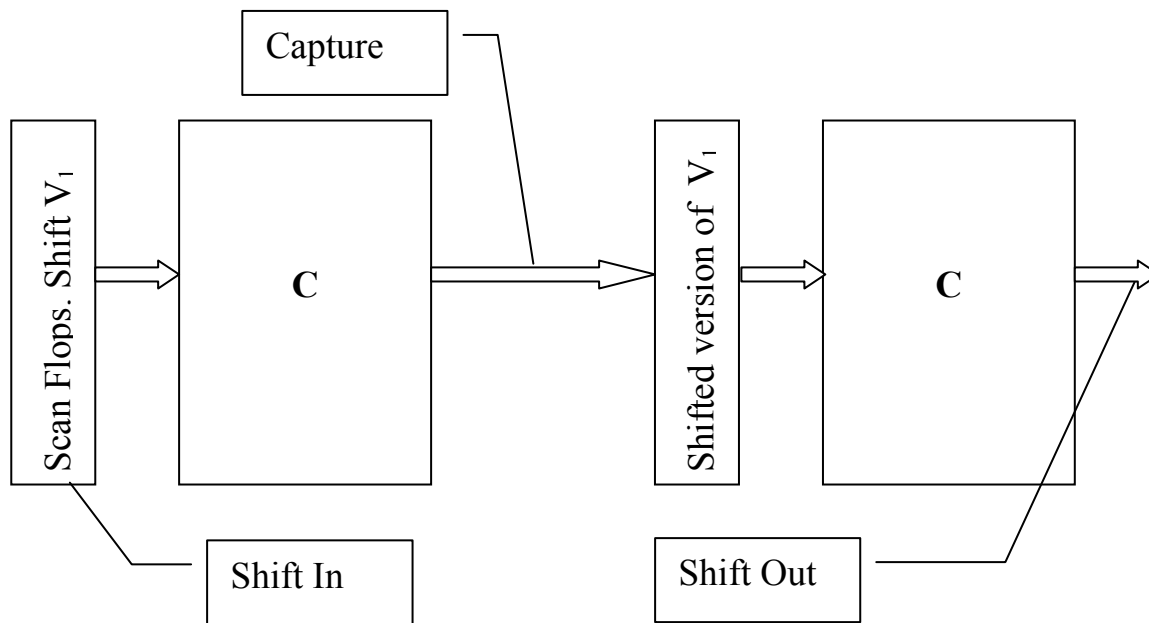 Capture
Scan Flops. Shift V₁
C
Shifted version of V₁
C
Shift In
Shift Out